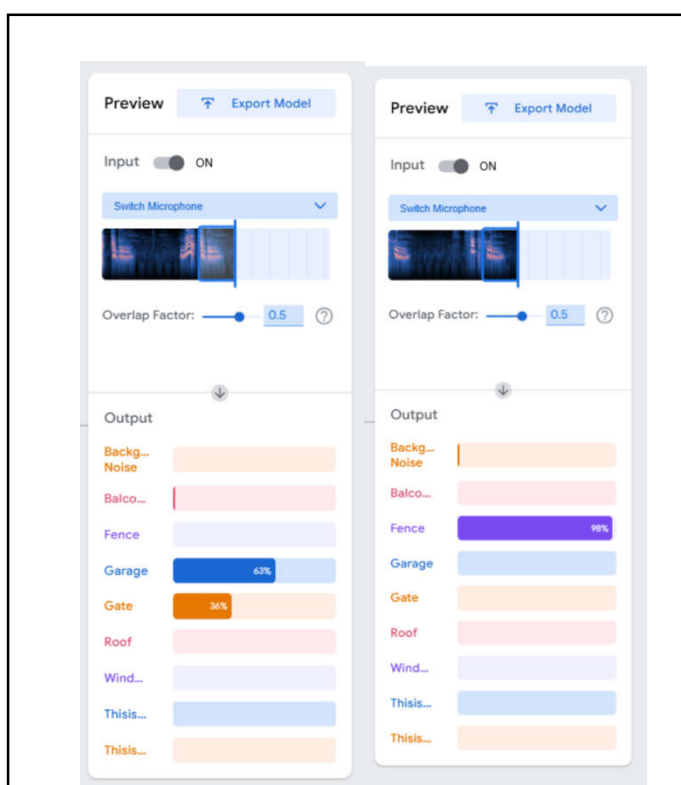 Preview
Export Model
Input ON
Switch Microphone
Overlap Factor: 0.5 ?
Output
Backg...
Noise
Balco...
Fence
Garage 63%
Gate 36%
Roof
Wind...
Thisis...
Thisis...
Preview
Export Model
Input ON
Switch Microphone
Overlap Factor: 0.5 ?
Output
Backg...
Noise
Balco...
Fence 98%
Garage
Gate
Roof
Wind...
Thisis...
Thisis...